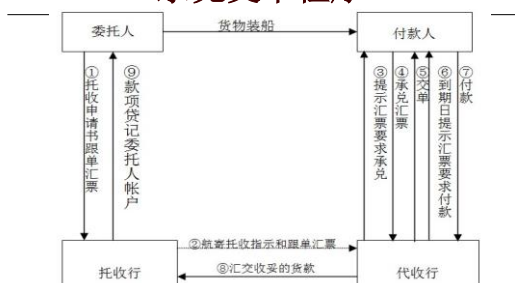 委托人
货物装船
付款人
①托收申请书跟单汇票
⑨款项贷记委托人帐户
③提示汇票要求承兑
④承兑汇票
⑤交单
⑥到期日提示汇票要求付款
⑦付款
②航寄托收指示和跟单汇票
⑧汇交收妥的货款
托收行
代收行